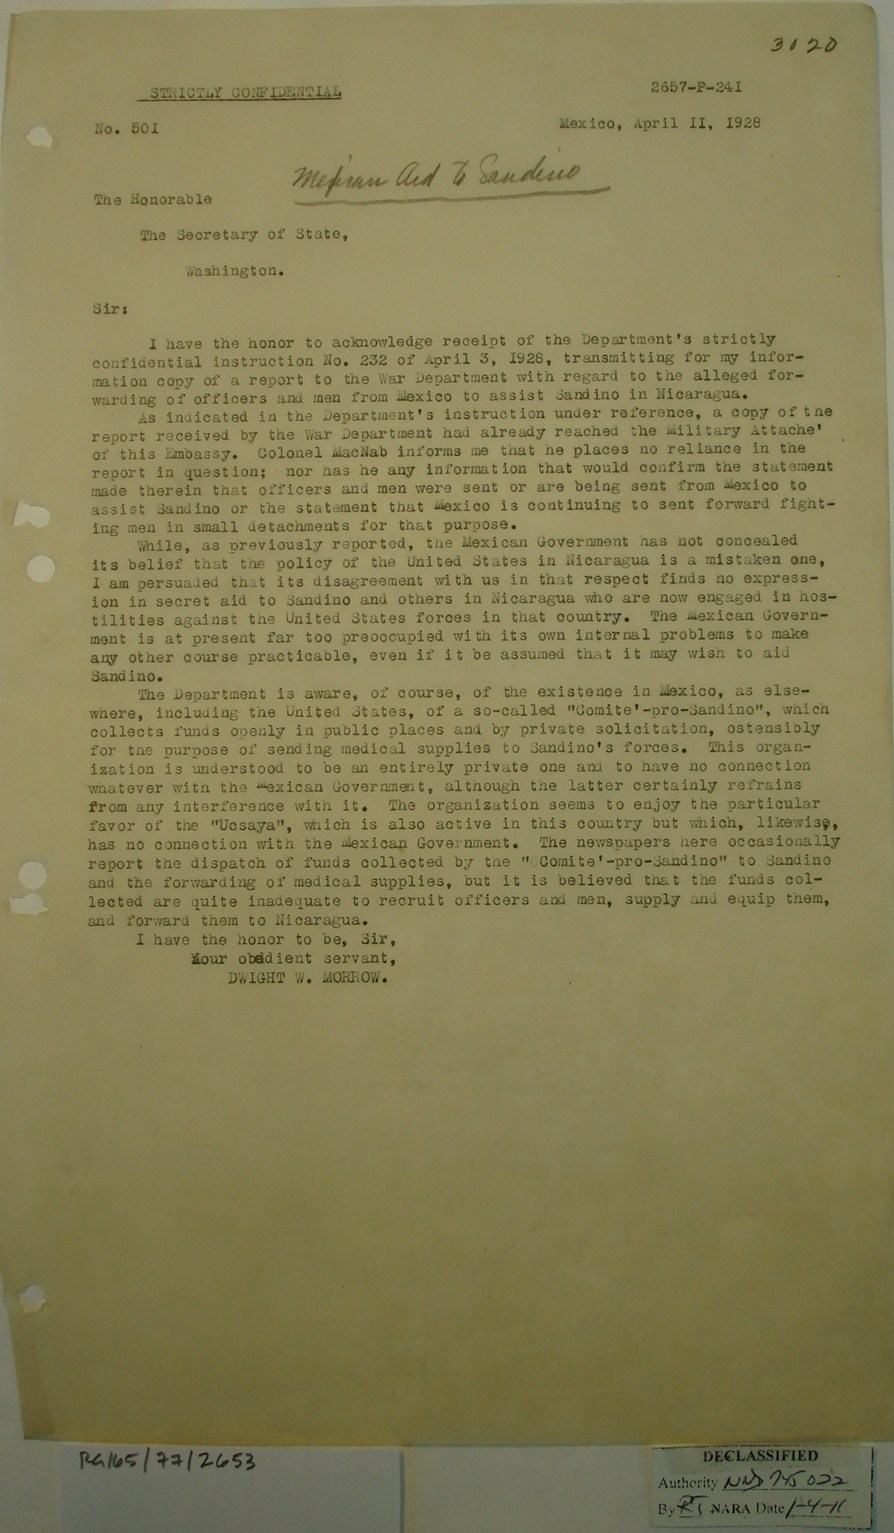 3120
STRICTLY CONFIDENTIAL
2657-P-24I
No. 50I
Mexico, April II, I928
Mexican Aid to Sandino
The Honorable
The Secretary of State,
Washington.
Sir:
I have the honor to acknowledge receipt of the Department's strictly
confidential instruction No. 232 of April 3, I928, transmitting for my infor-
mation copy of a report to the War Department with regard to the alleged for-
warding of officers and men from Mexico to assist Sandino in Nicaragua.
As indicated in the Department's instruction under reference, a copy of the
report received by the War Department had already reached the Military Attache'
of this Embassy. Colonel MacNab informs me that he places no reliance in the
report in question; nor has he any information that would confirm the statement
made therein that officers and men were sent or are being sent from Mexico to
assist Sandino or the statement that Mexico is continuing to sent forward fight-
ing men in small detachments for that purpose.
While, as previously reported, the Mexican Government has not concealed
its belief that the policy of the United States in Nicaragua is a mistaken one,
I am persuaded that its disagreement with us in that respect finds no express-
ion in secret aid to Sandino and others in Nicaragua who are now engaged in hos-
tilities against the United States forces in that country. The Mexican Govern-
ment is at present far too preoccupied with its own internal problems to make
any other course practicable, even if it be assumed that it may wish to aid
Sandino.
The Department is aware, of course, of the existence in Mexico, as else-
where, including the United States, of a so-called "Comite'-pro-Sandino", which
collects funds openly in public places and by private solicitation, ostensibly
for the purpose of sending medical supplies to Sandino's forces. This organ-
ization is understood to be an entirely private one and to have no connection
whatever with the Mexican Government, although the latter certainly refrains
from any interference with it. The organization seems to enjoy the particular
favor of the "Ucsaya", which is also active in this country but which, likewise,
has no connection with the Mexican Government. The newspapers here occasionally
report the dispatch of funds collected by the "Comite'-pro-Sandino" to Sandino
and the forwarding of medical supplies, but it is believed that the funds col-
lected are quite inadequate to recruit officers and men, supply and equip them,
and forward them to Nicaragua.
I have the honor to be, Sir,
Your obedient servant,
DWIGHT W. MORROW.
RG165/77/2653
DECLASSIFIED
Authority NND 745022
By NARA Date 1-4-11